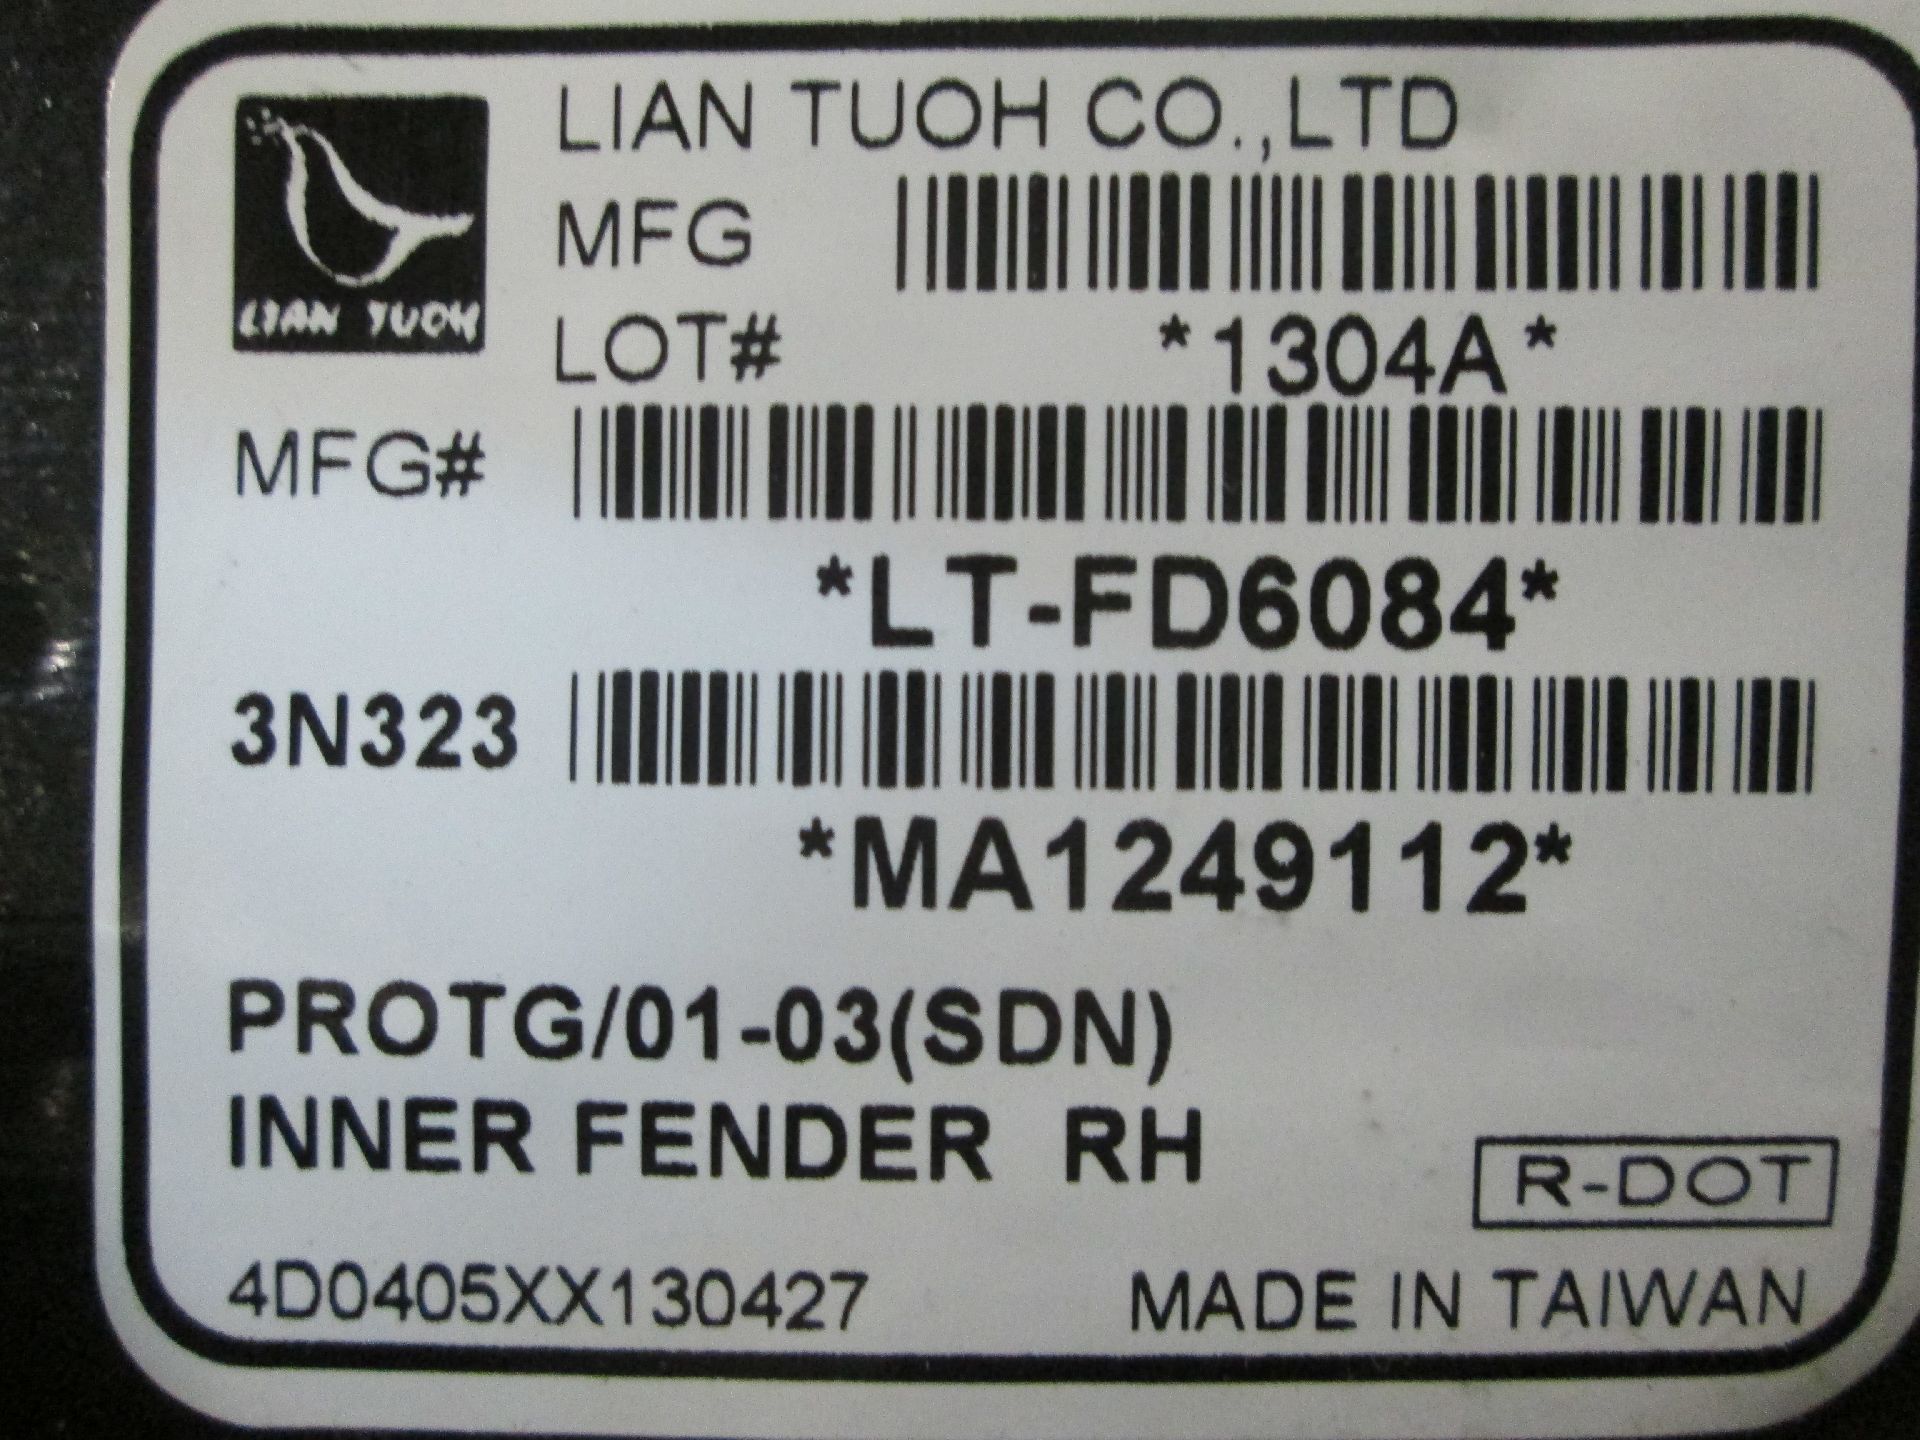 LIAN TUOH CO.,LTD
LIAN TUOH
MFG
LOT# *1304A*
MFG#
*LT-FD6084*
3N323
*MA1249112*
PROTG/01-03(SDN)
INNER FENDER RH
R-DOT
4D0405XX130427 MADE IN TAIWAN